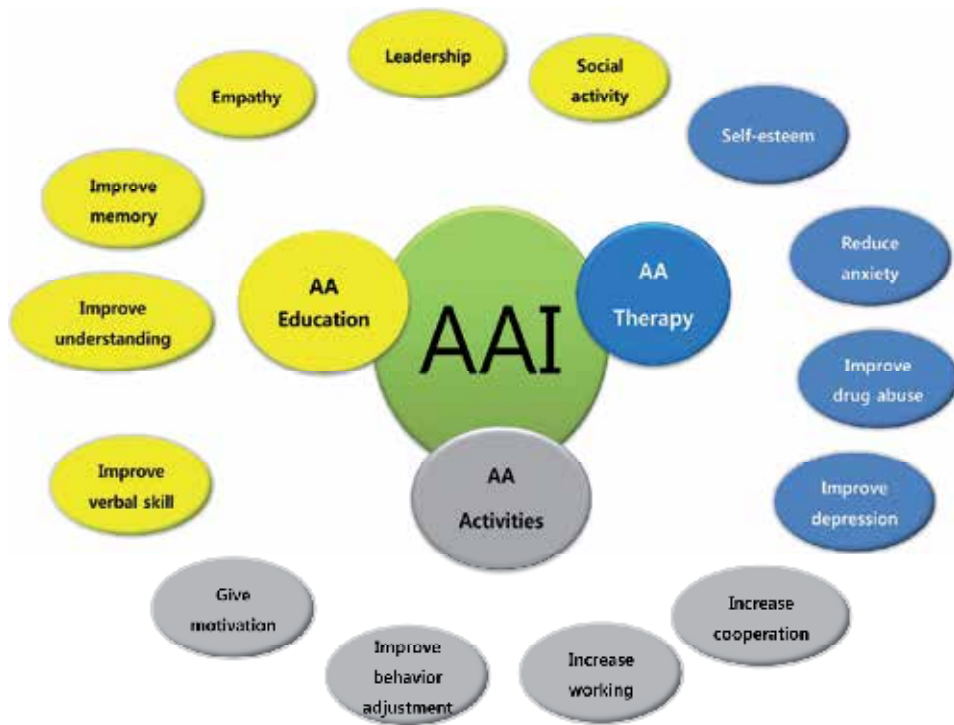 Leadership
Social
activity
Empathy
Self-esteem
Improve
memory
Reduce
anxiety
AA
Education
AAI
AA
Therapy
Improve
understanding
Improve
drug abuse
Improve
verbal skill
AA
Activities
Improve
depression
Give
motivation
Increase
cooperation
Improve
behavior
adjustment
Increase
working